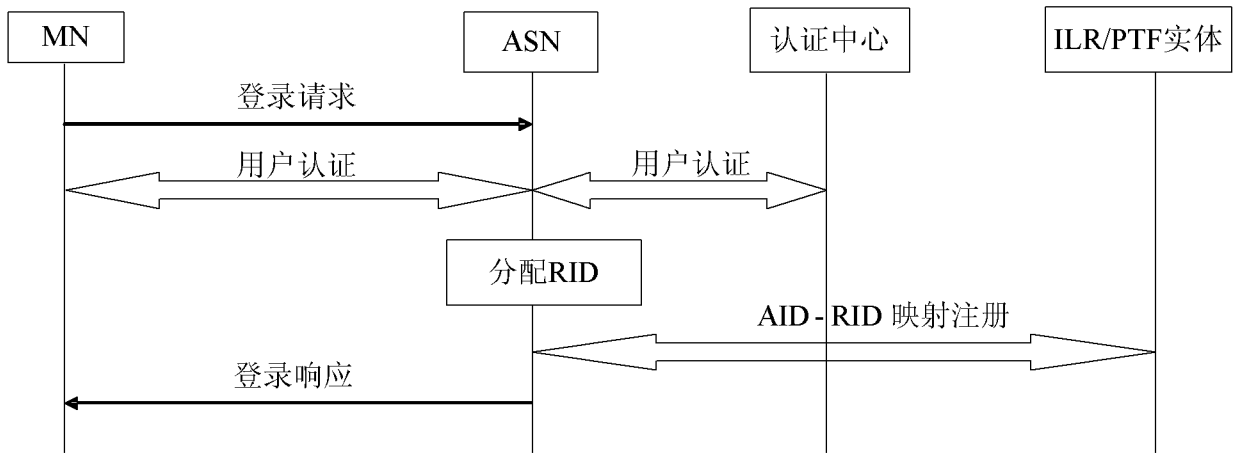 MN
ASN
认证中心
ILR/PTF实体
登录请求
用户认证
用户认证
分配RID
AID - RID 映射注册
登录响应